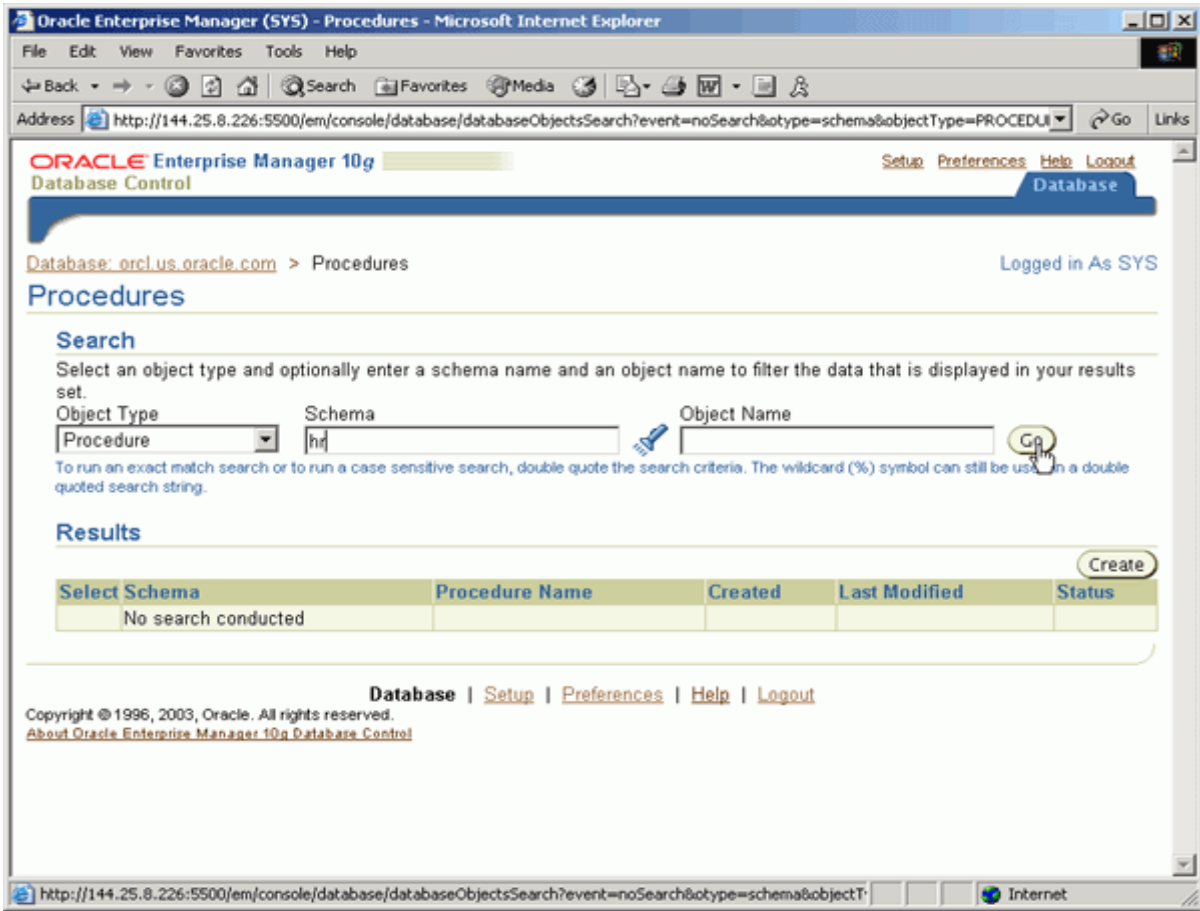 Oracle Enterprise Manager (SYS) - Procedures - Microsoft Internet Explorer
File Edit View Favorites Tools Help
Back Search Favorites Media
Address http://144.25.8.226:5500/em/console/database/databaseObjectsSearch?event=noSearch&otype=schema&objectType=PROCEDU Go Links
ORACLE Enterprise Manager 10g
Setup Preferences Help Logout
Database Control
Database
Database: orcl.us.oracle.com > Procedures
Logged in As SYS
Procedures
Search
Select an object type and optionally enter a schema name and an object name to filter the data that is displayed in your results
set.
Object Type Schema Object Name
Procedure hr Go
To run an exact match search or to run a case sensitive search, double quote the search criteria. The wildcard (%) symbol can still be used in a double
quoted search string.
Results
Create
Select Schema Procedure Name Created Last Modified Status
No search conducted
Database | Setup | Preferences | Help | Logout
Copyright © 1996, 2003, Oracle. All rights reserved.
About Oracle Enterprise Manager 10g Database Control
http://144.25.8.226:5500/em/console/database/databaseObjectsSearch?event=noSearch&otype=schema&objectT Internet